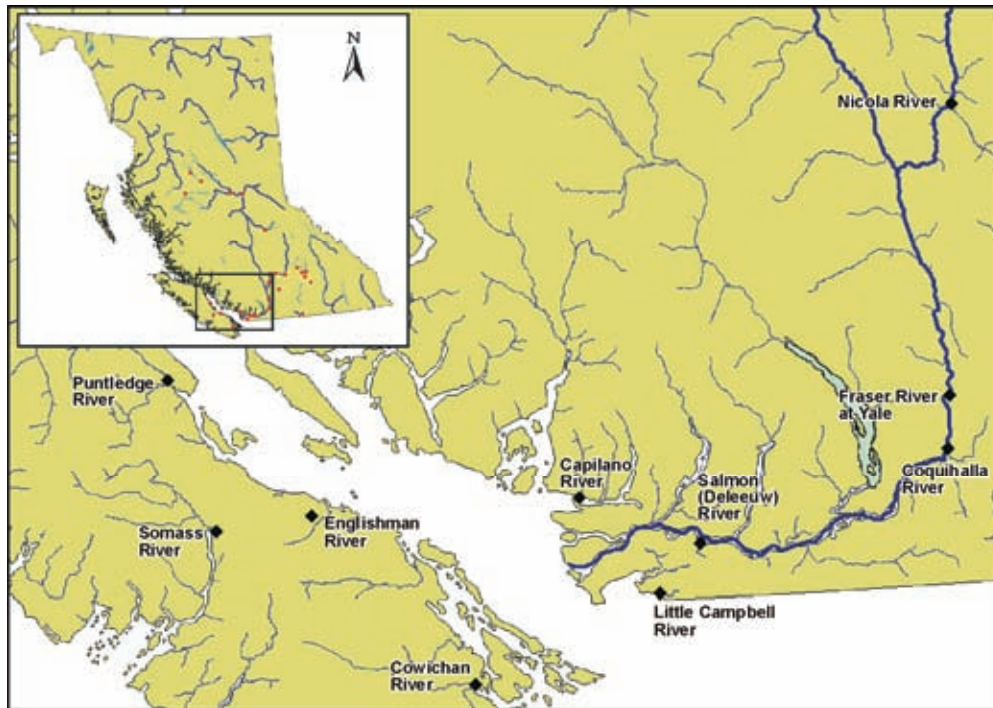 N
Nicola River
Puntledge
River
Fraser River
at Yale
Capilano
River
Salmon
(Deleeuw)
River
Coquihalla
River
Somass
River
Englishman
River
Little Campbell
River
Cowichan
River